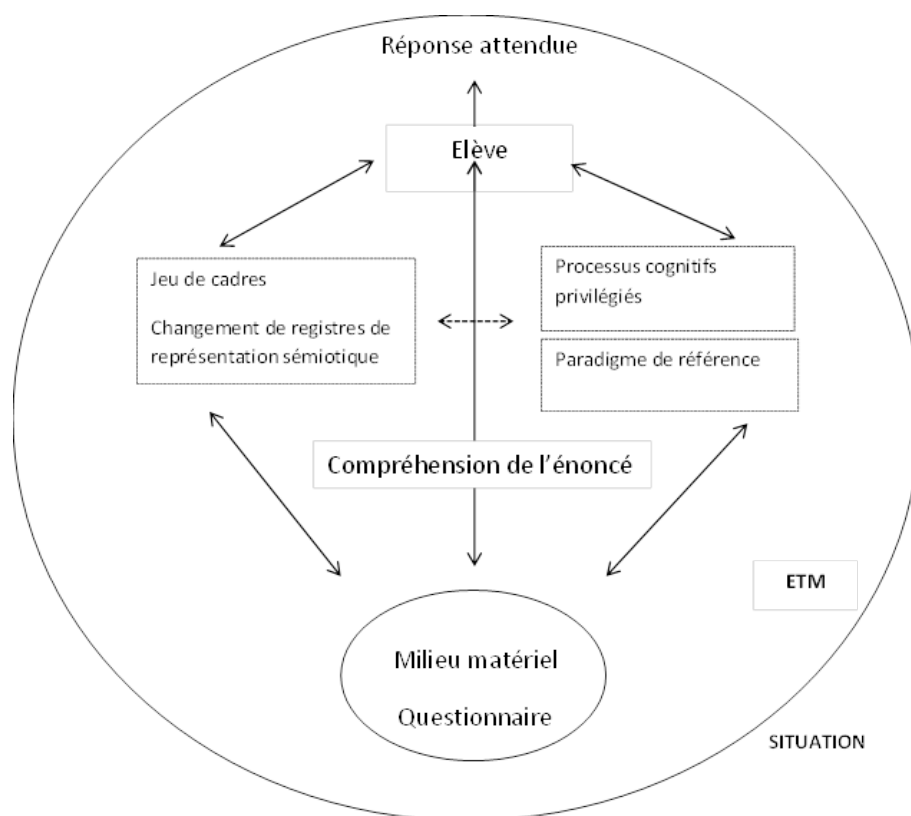 Réponse attendue
Elève
Jeu de cadres
Changement de registres de
représentation sémiotique
Processus cognitifs
privilégiés
Paradigme de référence
Compréhension de l'énoncé
ETM
Milieu matériel
Questionnaire
SITUATION